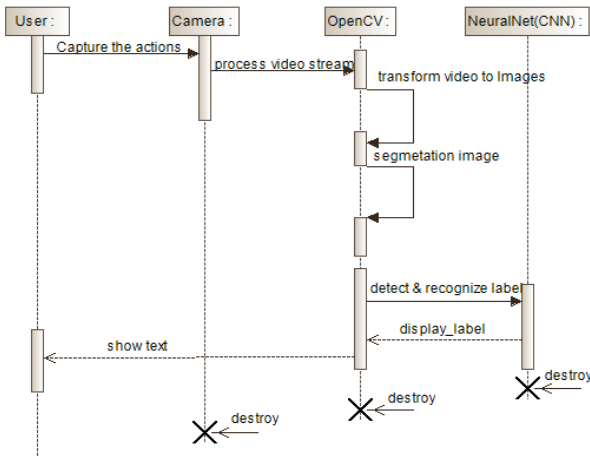 User :
Camera :
OpenCV :
NeuralNet(CNN) :
Capture the actions
process video stream
transform video to Images
segmetation image
detect & recognize label
display_label
show text
destroy
destroy
destroy